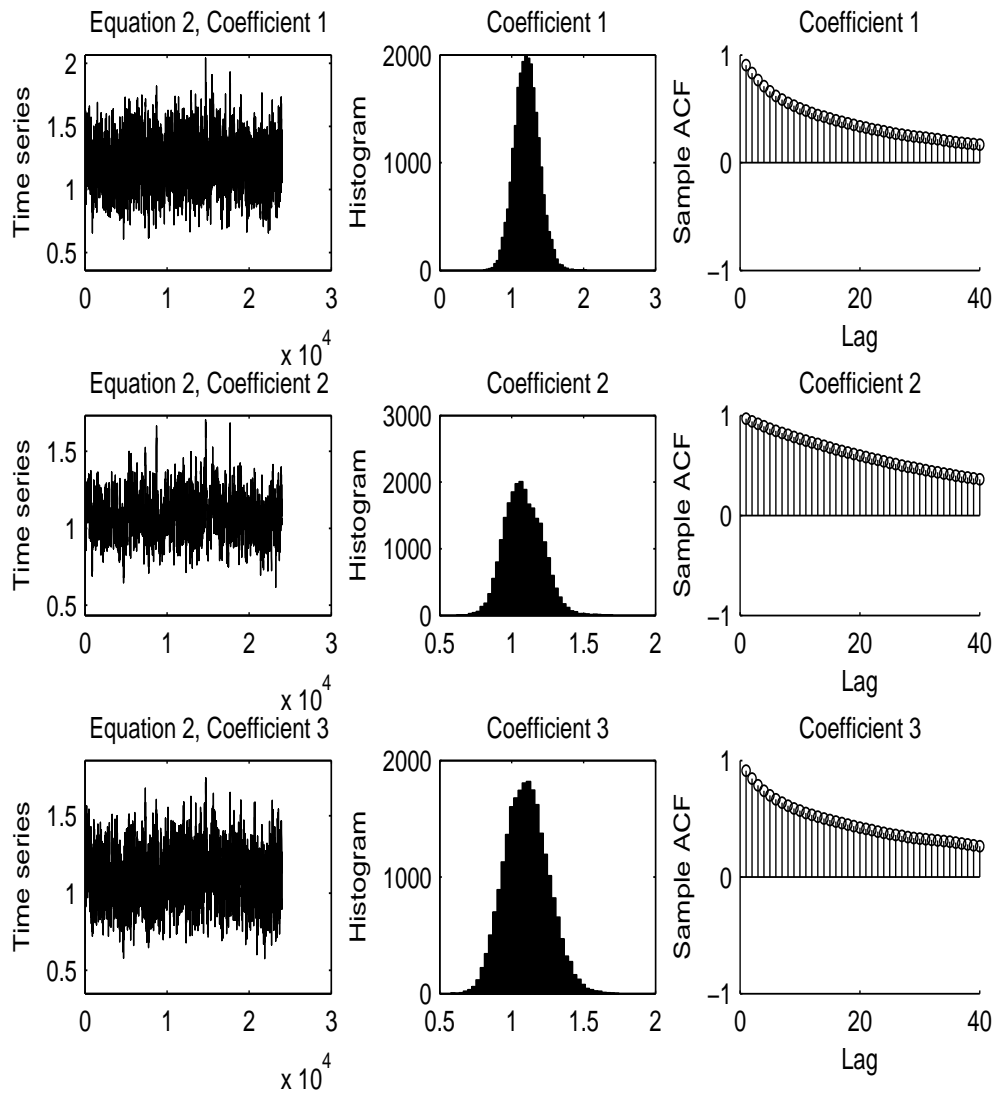 Equation 2, Coefficient 1
Coefficient 1
Coefficient 1
Time series
2
1.5
1
0.5
0 1 2 3
x 10^4
Histogram
2000
1000
0
0 1 2 3
Sample ACF
1
0
−1
0 20 40
Lag
Equation 2, Coefficient 2
Coefficient 2
Coefficient 2
Time series
1.5
1
0.5
0 1 2 3
x 10^4
Histogram
3000
2000
1000
0
0.5 1 1.5 2
Sample ACF
1
0
−1
0 20 40
Lag
Equation 2, Coefficient 3
Coefficient 3
Coefficient 3
Time series
1.5
1
0.5
0 1 2 3
x 10^4
Histogram
2000
1000
0
0.5 1 1.5 2
Sample ACF
1
0
−1
0 20 40
Lag